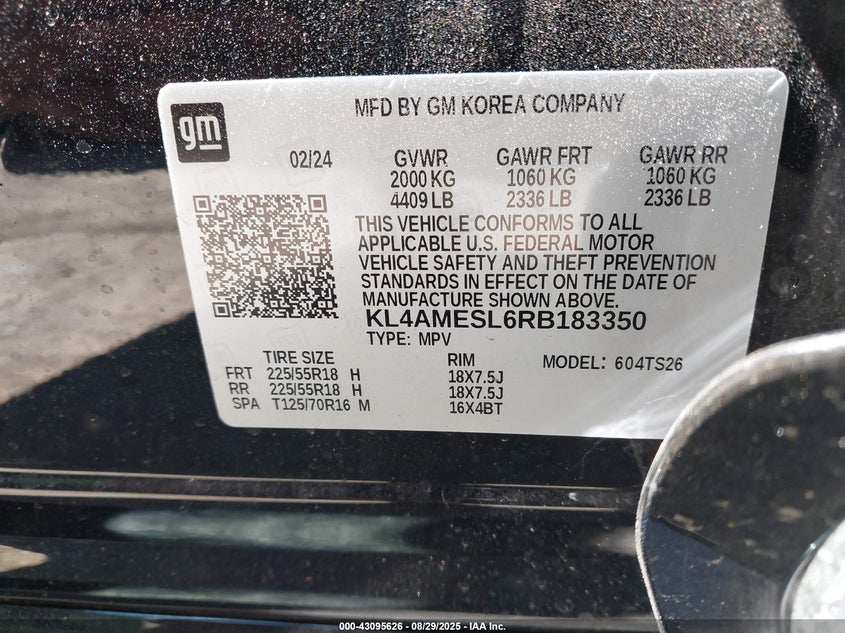 gm
MFD BY GM KOREA COMPANY
02/24 GVWR GAWR FRT GAWR RR
2000 KG 1060 KG 1060 KG
4409 LB 2336 LB 2336 LB
THIS VEHICLE CONFORMS TO ALL
APPLICABLE U.S. FEDERAL MOTOR
VEHICLE SAFETY AND THEFT PREVENTION
STANDARDS IN EFFECT ON THE DATE OF
MANUFACTURE SHOWN ABOVE.
KL4AMESL6RB183350
TYPE: MPV
TIRE SIZE RIM MODEL: 604TS26
FRT 225/55R18 H 18X7.5J
RR 225/55R18 H 18X7.5J
SPA T125/70R16 M 16X4BT
000-43095626 - 08/29/2025 - IAA Inc.